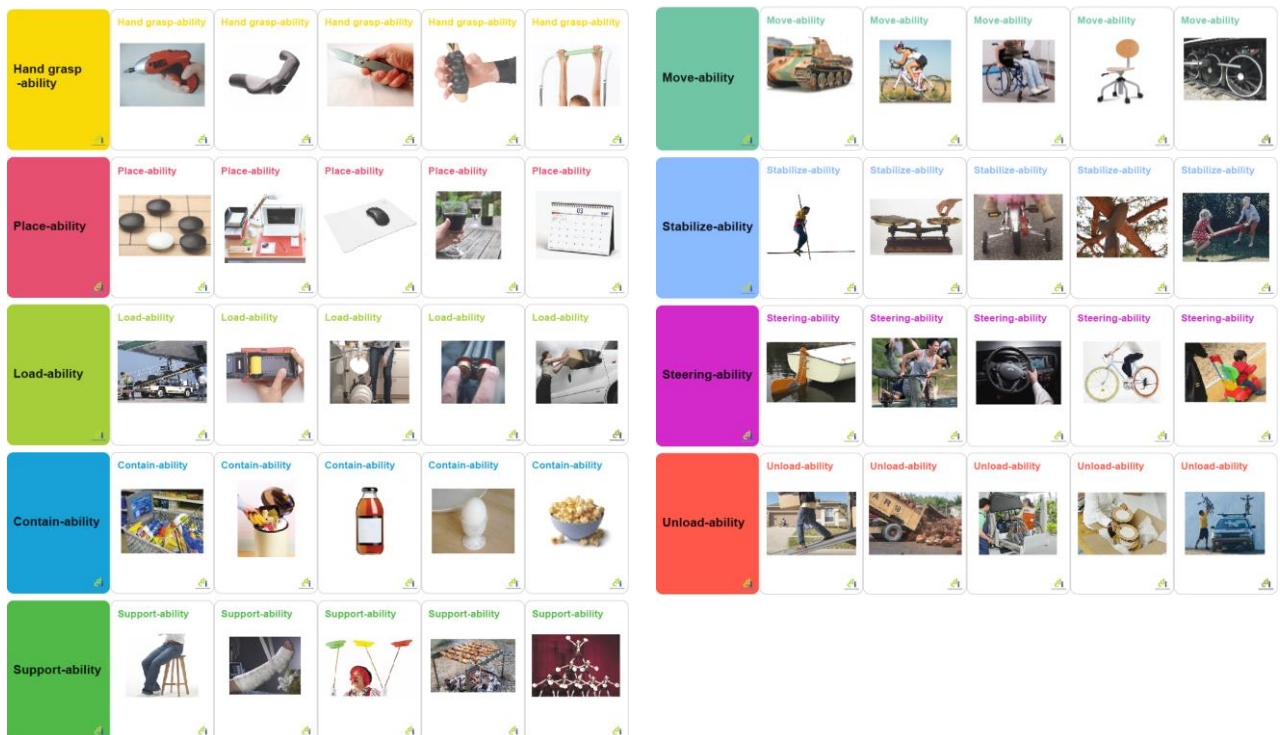 Hand grasp
-ability
Hand grasp-ability
Hand grasp-ability
Hand grasp-ability
Hand grasp-ability
Hand grasp-ability
Place-ability
Place-ability
Place-ability
Place-ability
Place-ability
Place-ability
03
Load-ability
Load-ability
Load-ability
Load-ability
Load-ability
Load-ability
Contain-ability
Contain-ability
Contain-ability
Contain-ability
Contain-ability
Contain-ability
Support-ability
Support-ability
Support-ability
Support-ability
Support-ability
Support-ability
Move-ability
Move-ability
Move-ability
Move-ability
Move-ability
Move-ability
Stabilize-ability
Stabilize-ability
Stabilize-ability
Stabilize-ability
Stabilize-ability
Stabilize-ability
Steering-ability
Steering-ability
Steering-ability
Steering-ability
Steering-ability
Steering-ability
Unload-ability
Unload-ability
Unload-ability
Unload-ability
Unload-ability
Unload-ability